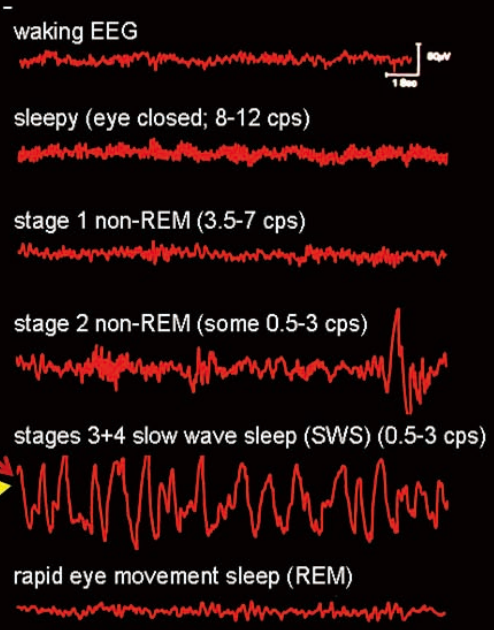 waking EEG
50μV
1 Sec
sleepy (eye closed; 8-12 cps)
stage 1 non-REM (3.5-7 cps)
stage 2 non-REM (some 0.5-3 cps)
stages 3+4 slow wave sleep (SWS) (0.5-3 cps)
rapid eye movement sleep (REM)